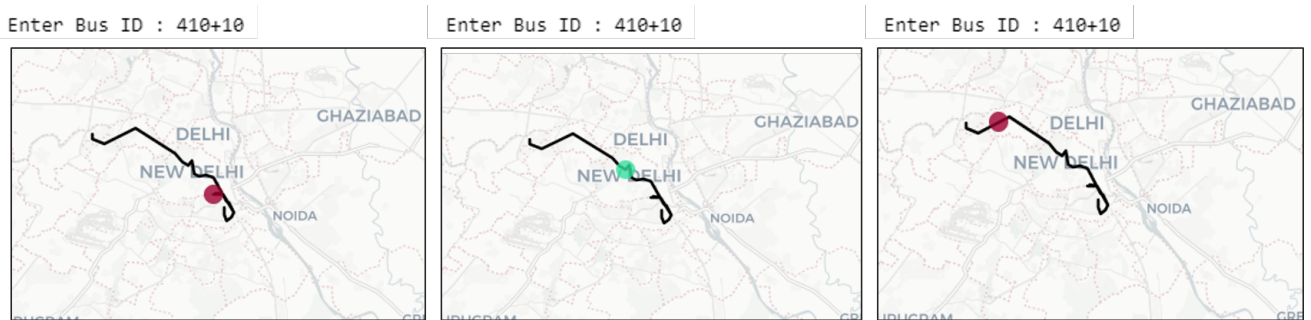 Enter Bus ID : 410+10
DELHI
GHAZIABAD
NEW DELHI
NOIDA
Enter Bus ID : 410+10
DELHI
GHAZIABAD
NEW DELHI
NOIDA
Enter Bus ID : 410+10
DELHI
GHAZIABAD
NEW DELHI
NOIDA